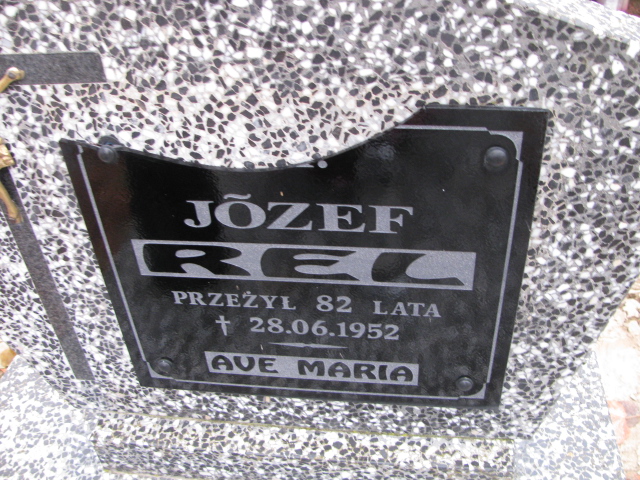 JÕZEF
REL
PRZEŻYŁ 82 LATA
† 28.06.1952
AVE MARIA